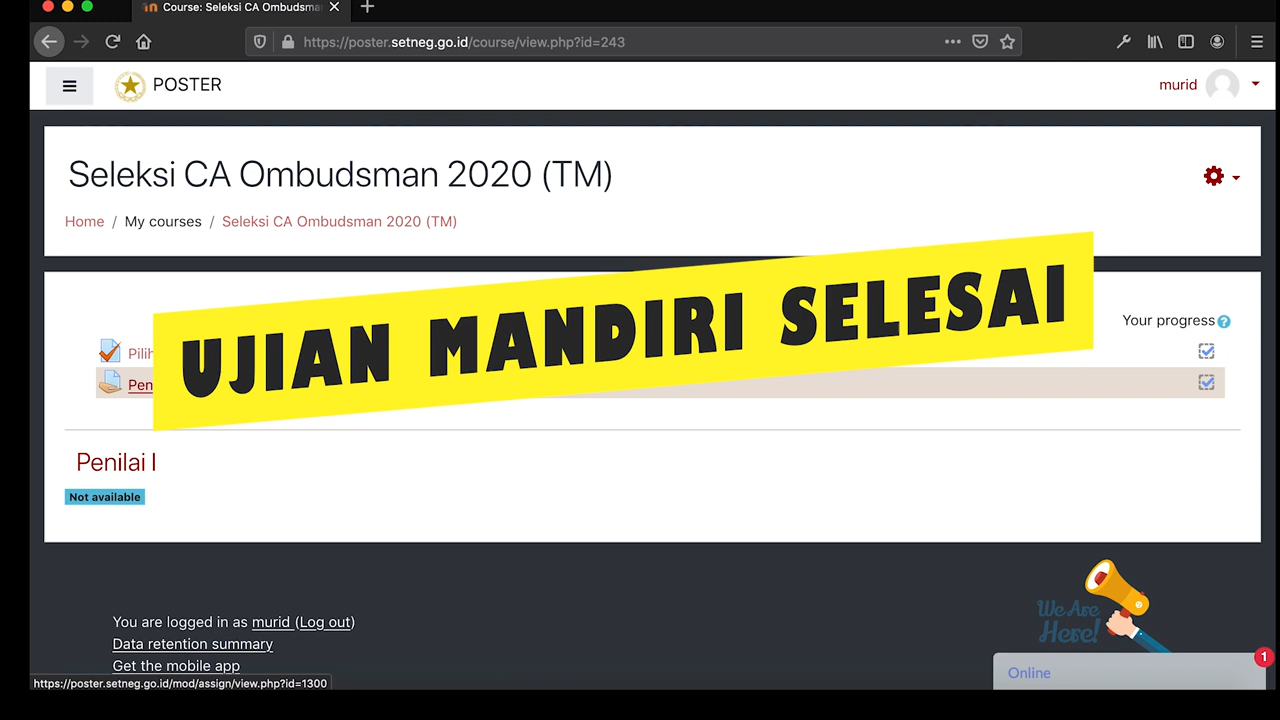 Course: Seleksi CA Ombudsma
https://poster.setneg.go.id/course/view.php?id=243
POSTER
murid
Seleksi CA Ombudsman 2020 (TM)
Home / My courses / Seleksi CA Ombudsman 2020 (TM)
UJIAN MANDIRI SELESAI
Your progress
Pilih
Pen
Penilai I
Not available
We Are
Here!
You are logged in as murid (Log out)
Data retention summary
Get the mobile app
1
Online
https://poster.setneg.go.id/mod/assign/view.php?id=1300